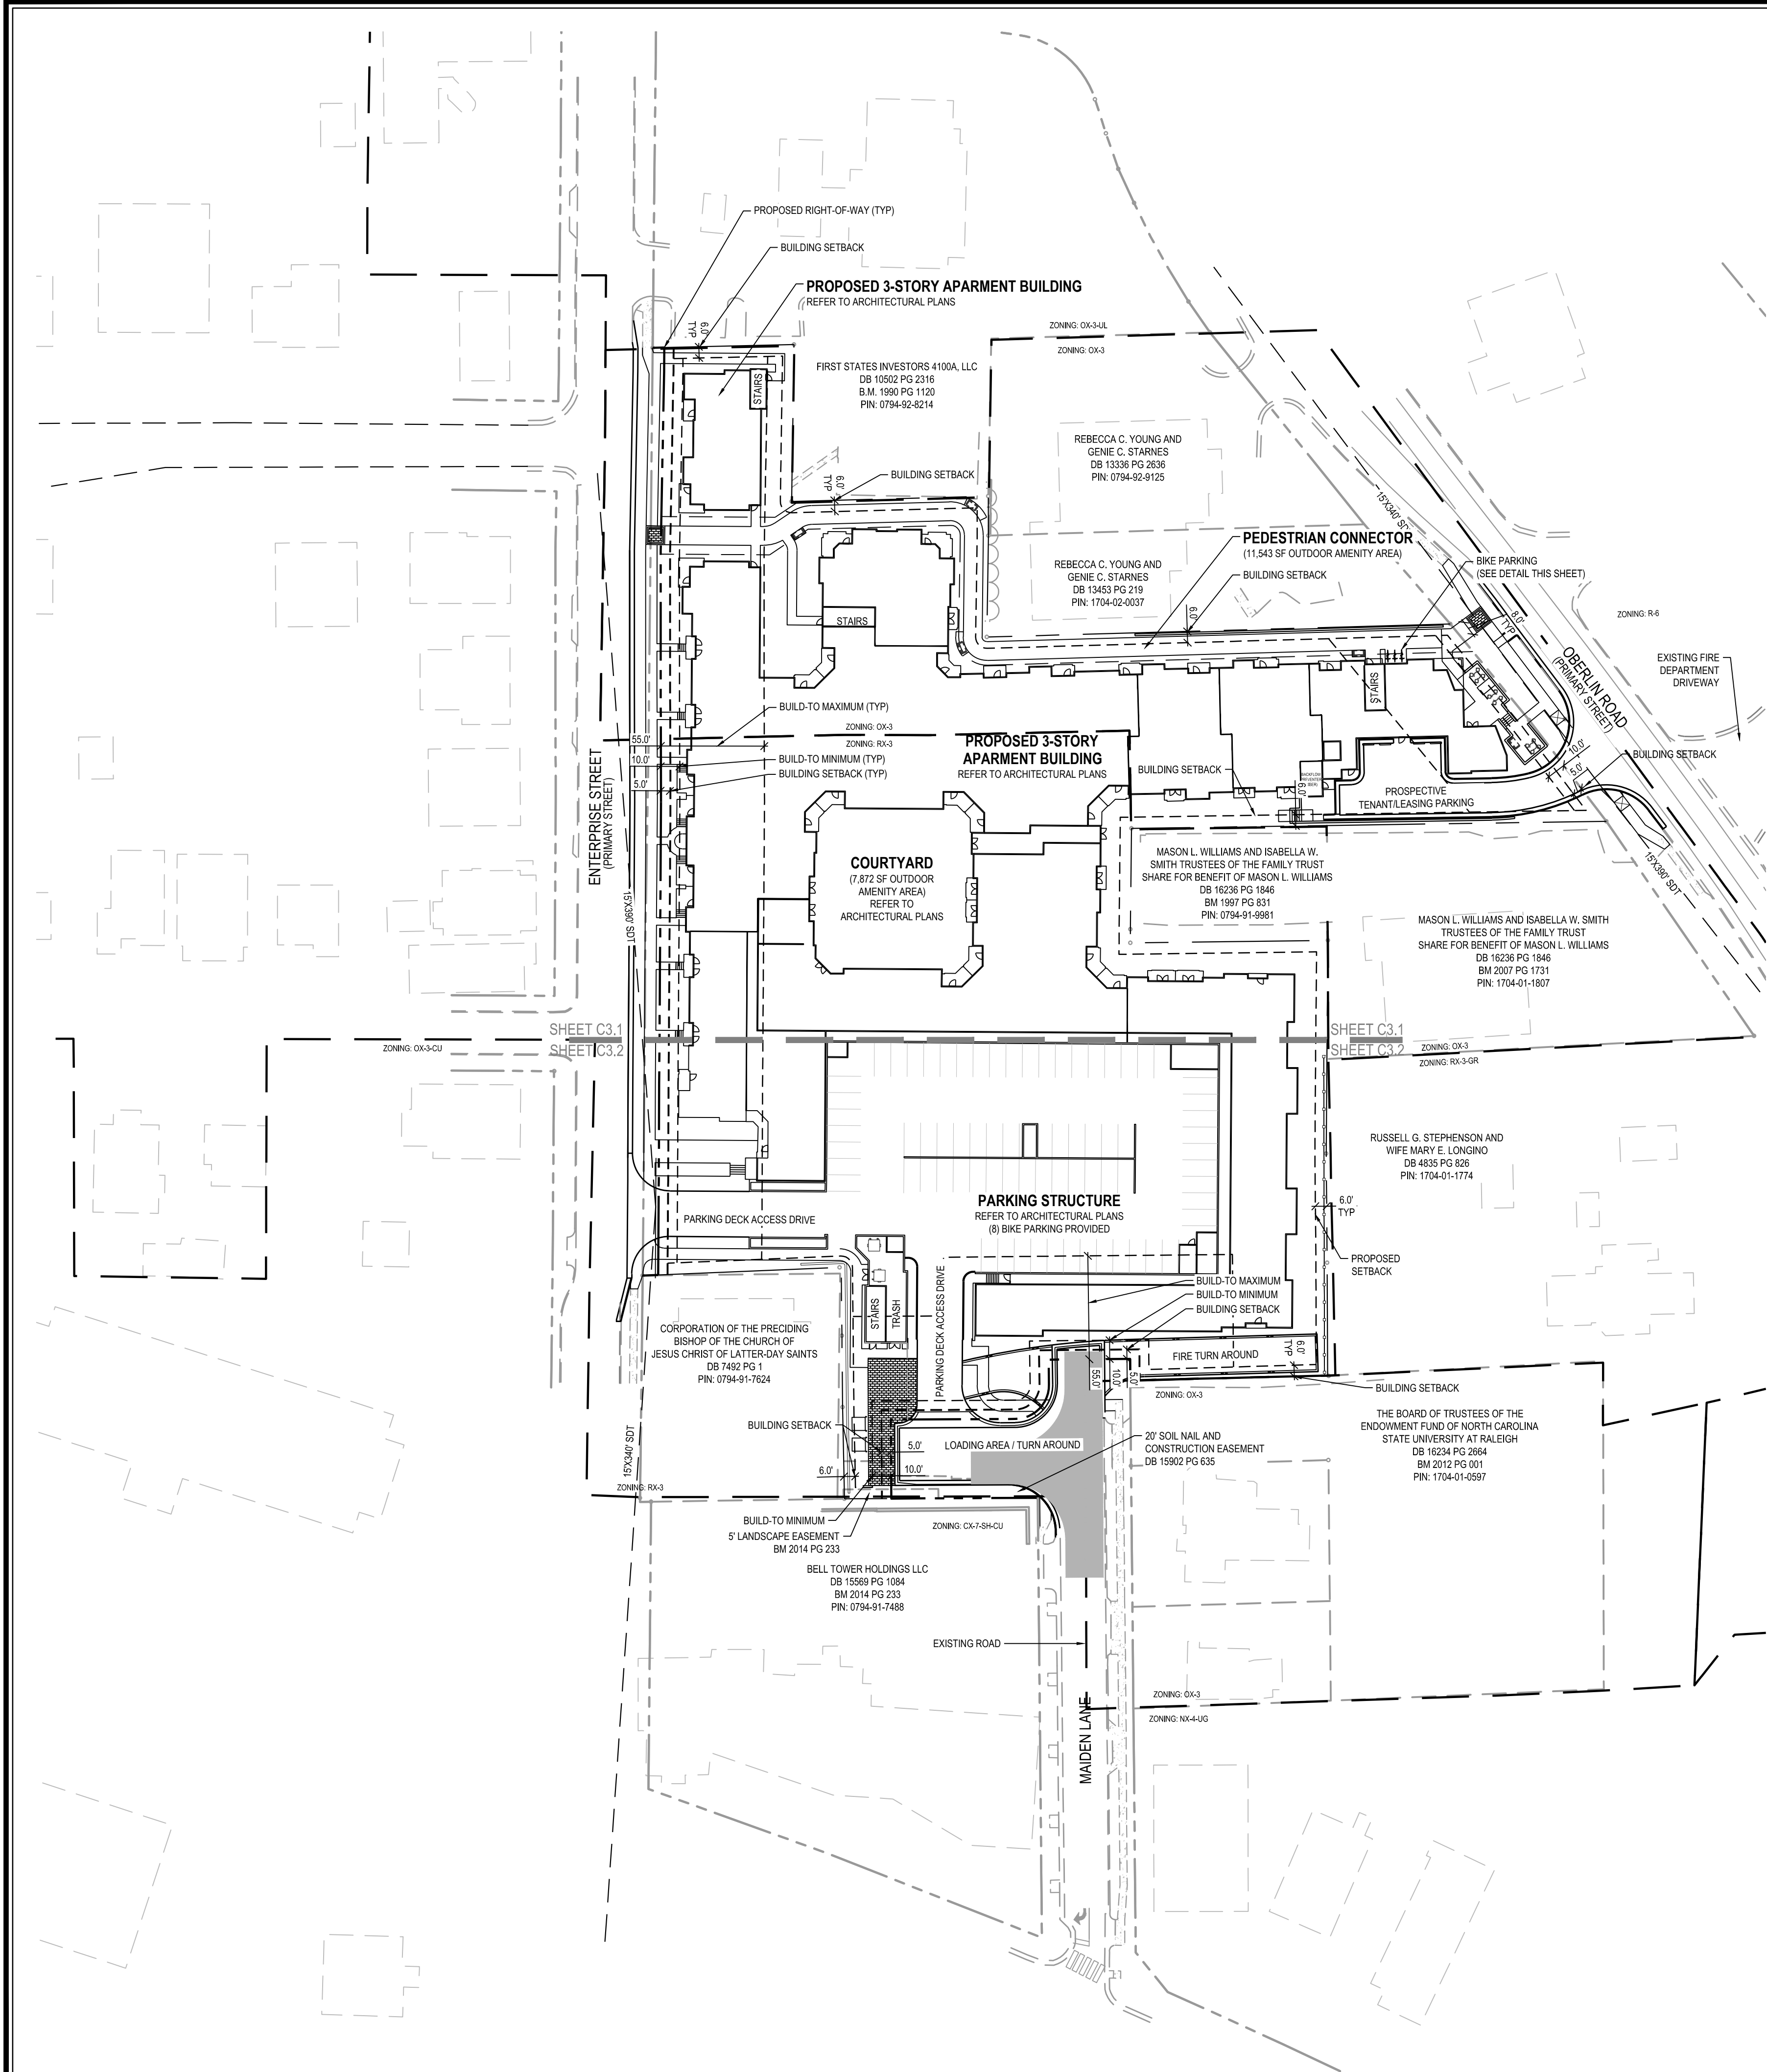 PROPOSED RIGHT-OF-WAY (TYP)
BUILDING SETBACK
PROPOSED 3-STORY APARMENT BUILDING
REFER TO ARCHITECTURAL PLANS
6.0'
TYP
ZONING: OX-3-UL
ZONING: OX-3
FIRST STATES INVESTORS 4100A, LLC
DB 10502 PG 2316
B.M. 1990 PG 1120
PIN: 0794-92-8214
STAIRS
REBECCA C. YOUNG AND
GENIE C. STARNES
DB 13336 PG 2636
PIN: 0794-92-9125
BUILDING SETBACK
6.0'
TYP
15'X340' SDT
PEDESTRIAN CONNECTOR
(11,543 SF OUTDOOR AMENITY AREA)
BIKE PARKING
(SEE DETAIL THIS SHEET)
REBECCA C. YOUNG AND
GENIE C. STARNES
DB 13453 PG 219
PIN: 1704-02-0037
BUILDING SETBACK
6.0'
8.0'
TYP
ZONING: R-6
STAIRS
OBERLIN ROAD
(PRIMARY STREET)
EXISTING FIRE
DEPARTMENT
DRIVEWAY
STAIRS
BUILD-TO MAXIMUM (TYP)
ZONING: OX-3
ZONING: RX-3
55.0'
10.0'
5.0'
BUILD-TO MINIMUM (TYP)
BUILDING SETBACK (TYP)
PROPOSED 3-STORY
APARMENT BUILDING
REFER TO ARCHITECTURAL PLANS
BUILDING SETBACK
6.0'
10.0'
5.0'
BUILDING SETBACK
PROSPECTIVE
TENANT/LEASING PARKING
ENTERPRISE STREET
(PRIMARY STREET)
15'X390' SDT
COURTYARD
(7,872 SF OUTDOOR
AMENITY AREA)
REFER TO
ARCHITECTURAL PLANS
MASON L. WILLIAMS AND ISABELLA W.
SMITH TRUSTEES OF THE FAMILY TRUST
SHARE FOR BENEFIT OF MASON L. WILLIAMS
DB 16236 PG 1846
BM 1997 PG 831
PIN: 0794-91-9981
15'X390' SDT
MASON L. WILLIAMS AND ISABELLA W. SMITH
TRUSTEES OF THE FAMILY TRUST
SHARE FOR BENEFIT OF MASON L. WILLIAMS
DB 16236 PG 1846
BM 2007 PG 1731
PIN: 1704-01-1807
SHEET C3.1
SHEET C3.2
SHEET C3.1
SHEET C3.2
ZONING: OX-3-CU
ZONING: OX-3
ZONING: RX-3-GR
RUSSELL G. STEPHENSON AND
WIFE MARY E. LONGINO
DB 4835 PG 826
PIN: 1704-01-1774
PARKING STRUCTURE
REFER TO ARCHITECTURAL PLANS
(8) BIKE PARKING PROVIDED
6.0'
TYP
PARKING DECK ACCESS DRIVE
PROPOSED
SETBACK
PARKING DECK ACCESS DRIVE
STAIRS
TRASH
BUILD-TO MAXIMUM
BUILD-TO MINIMUM
BUILDING SETBACK
CORPORATION OF THE PRECIDING
BISHOP OF THE CHURCH OF
JESUS CHRIST OF LATTER-DAY SAINTS
DB 7492 PG 1
PIN: 0794-91-7624
FIRE TURN AROUND
6.0'
TYP
55.0'
10.0'
5.0'
ZONING: OX-3
BUILDING SETBACK
THE BOARD OF TRUSTEES OF THE
ENDOWMENT FUND OF NORTH CAROLINA
STATE UNIVERSITY AT RALEIGH
DB 16234 PG 2664
BM 2012 PG 001
PIN: 1704-01-0597
BUILDING SETBACK
15'X340' SDT
5.0'
LOADING AREA / TURN AROUND
20' SOIL NAIL AND
CONSTRUCTION EASEMENT
DB 15902 PG 635
6.0'
10.0'
ZONING: RX-3
BUILD-TO MINIMUM
5' LANDSCAPE EASEMENT
BM 2014 PG 233
ZONING: CX-7-SH-CU
BELL TOWER HOLDINGS LLC
DB 15569 PG 1084
BM 2014 PG 233
PIN: 0794-91-7488
EXISTING ROAD
MAIDEN LANE
ZONING: OX-3
ZONING: NX-4-UG